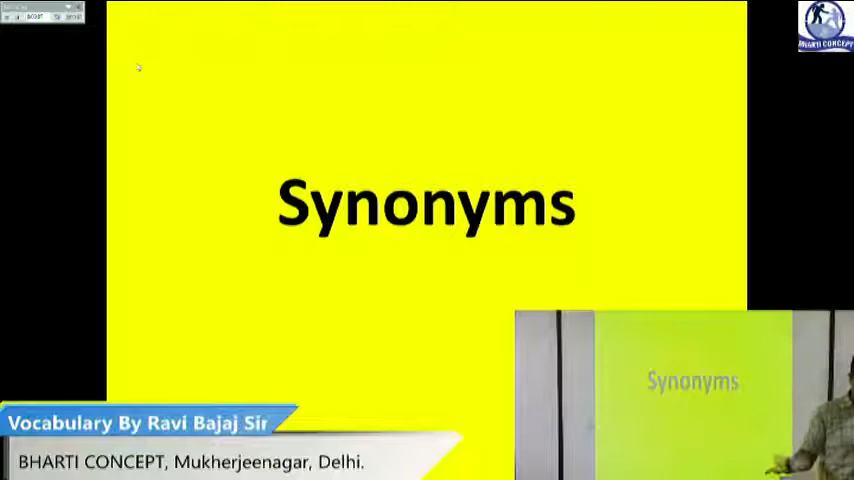 BHARTI CONCEPT
Synonyms
Synonyms
Vocabulary By Ravi Bajaj Sir
BHARTI CONCEPT, Mukherjeenagar, Delhi.